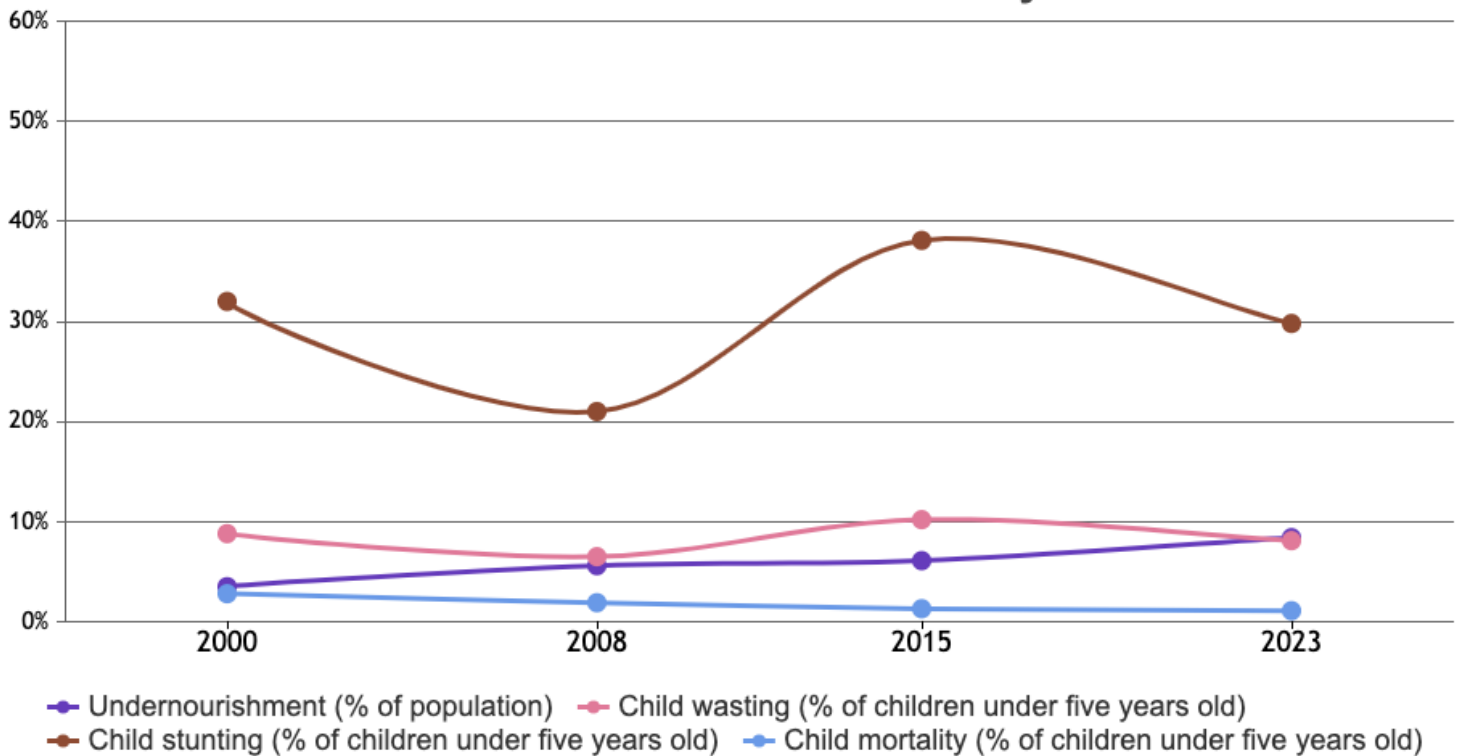 60%
50%
40%
30%
20%
10%
0%
2000 2008 2015 2023
Undernourishment (% of population) Child wasting (% of children under five years old)
Child stunting (% of children under five years old) Child mortality (% of children under five years old)